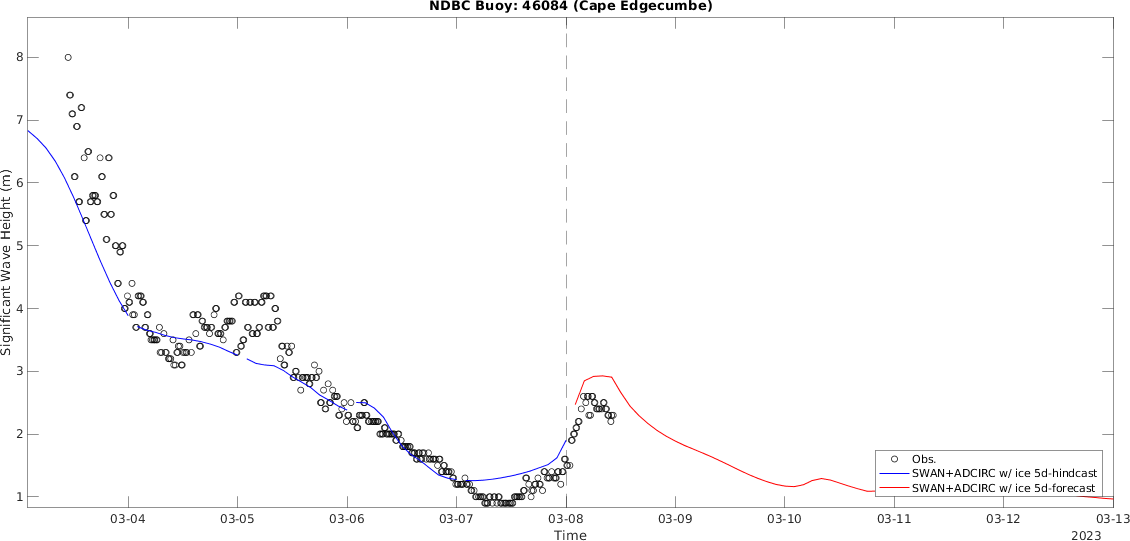 NDBC Buoy: 46084 (Cape Edgecumbe)
Significant Wave Height (m)
8
7
6
5
4
3
2
1
Obs.
SWAN+ADCIRC w/ ice 5d-hindcast
SWAN+ADCIRC w/ ice 5d-forecast
03-04 03-05 03-06 03-07 03-08 03-09 03-10 03-11 03-12 03-13
Time
2023